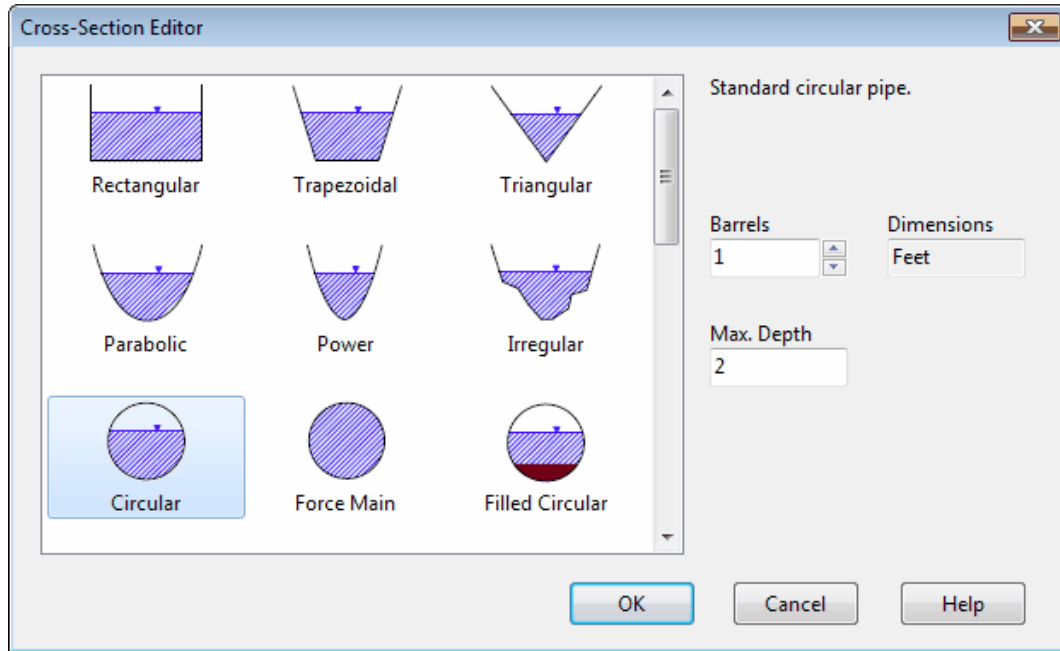 Cross-Section Editor
Rectangular
Trapezoidal
Triangular
Parabolic
Power
Irregular
Circular
Force Main
Filled Circular
Standard circular pipe.
Barrels
Dimensions
1
Feet
Max. Depth
2
OK
Cancel
Help